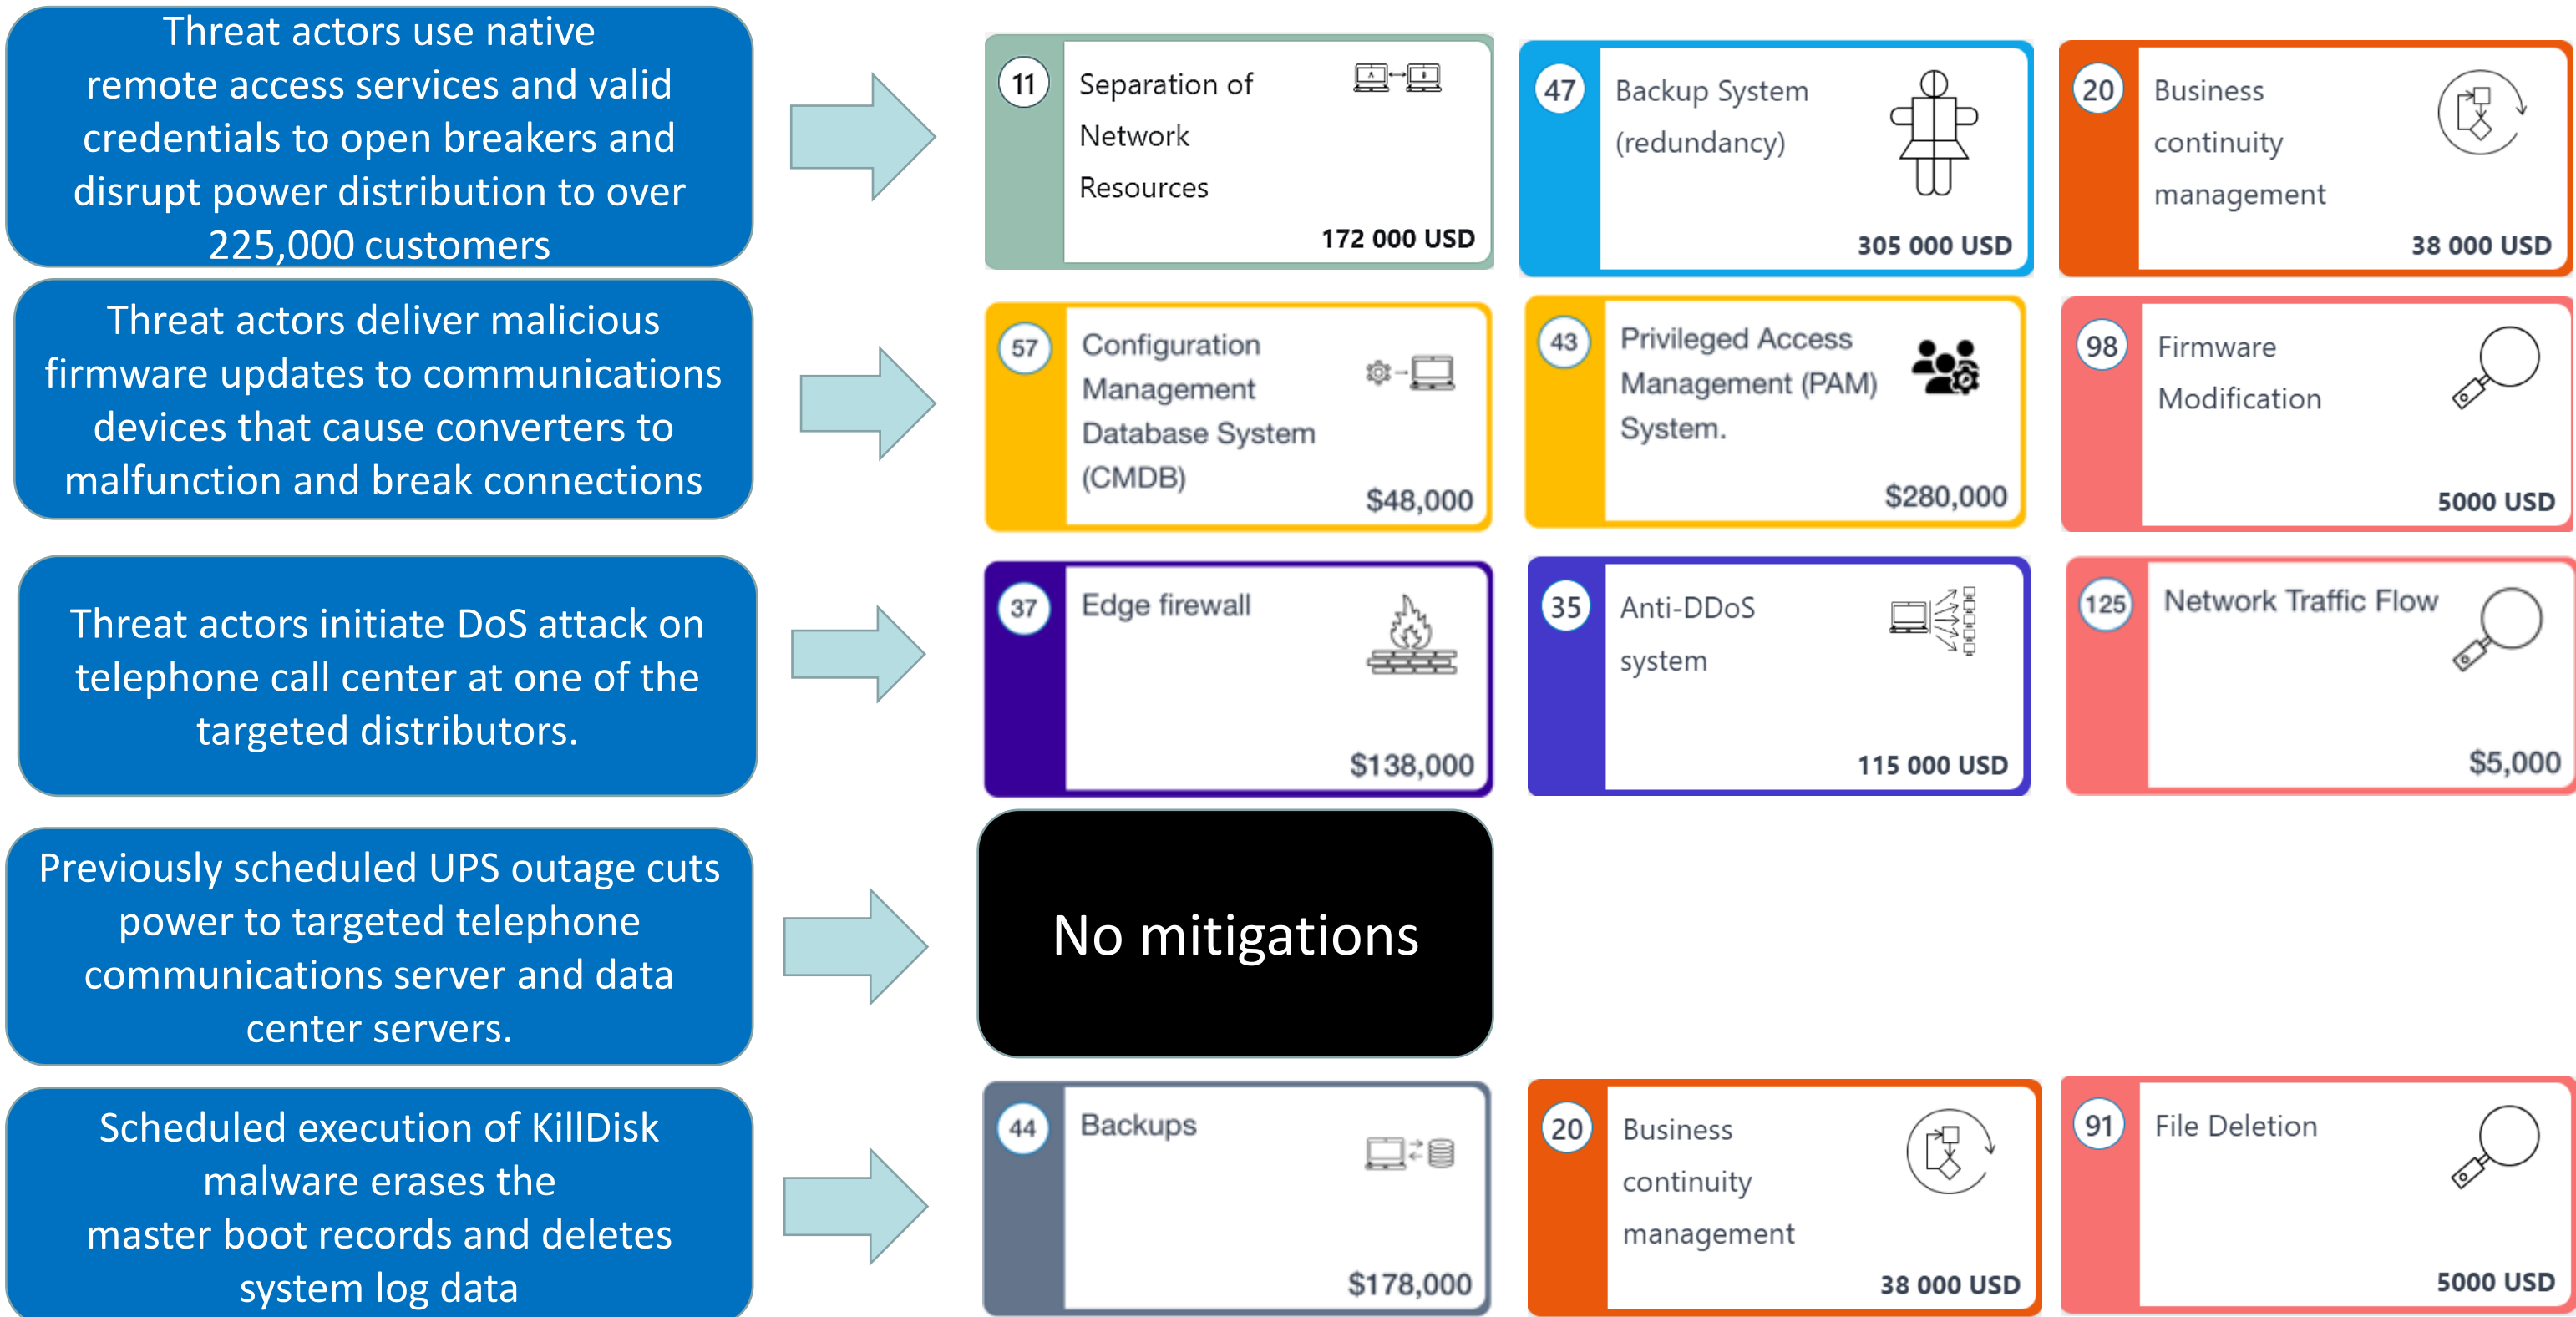 Threat actors use native
remote access services and valid
credentials to open breakers and
disrupt power distribution to over
225,000 customers
11
Separation of
Network
Resources
172 000 USD
47
Backup System
(redundancy)
305 000 USD
20
Business
continuity
management
38 000 USD
Threat actors deliver malicious
firmware updates to communications
devices that cause converters to
malfunction and break connections
57
Configuration
Management
Database System
(CMDB)
$48,000
43
Privileged Access
Management (PAM)
System.
$280,000
98
Firmware
Modification
5000 USD
Threat actors initiate DoS attack on
telephone call center at one of the
targeted distributors.
37
Edge firewall
$138,000
35
Anti-DDoS
system
115 000 USD
125
Network Traffic Flow
$5,000
Previously scheduled UPS outage cuts
power to targeted telephone
communications server and data
center servers.
No mitigations
Scheduled execution of KillDisk
malware erases the
master boot records and deletes
system log data
44
Backups
$178,000
20
Business
continuity
management
38 000 USD
91
File Deletion
5000 USD